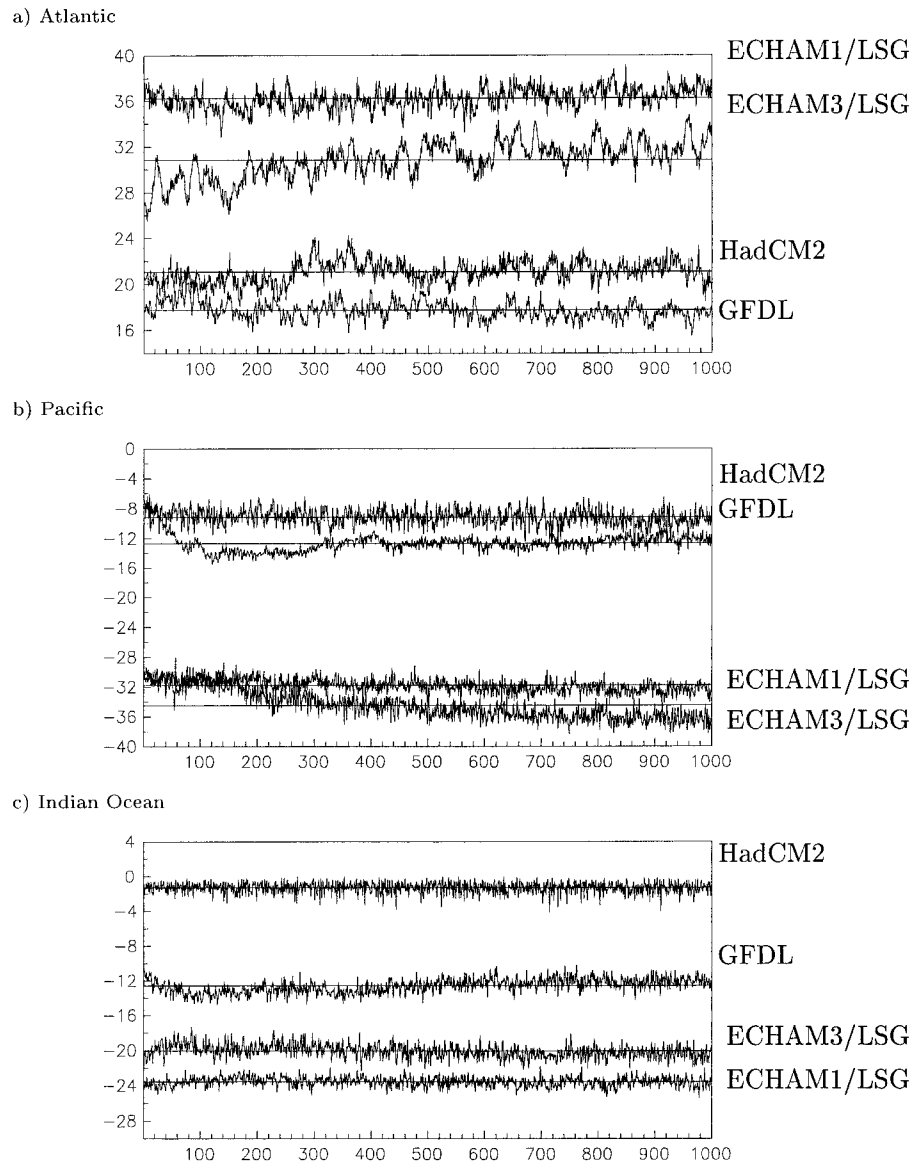 a) Atlantic
ECHAM1/LSG
ECHAM3/LSG
HadCM2
GFDL
40
36
32
28
24
20
16
100 200 300 400 500 600 700 800 900 1000
b) Pacific
HadCM2
GFDL
ECHAM1/LSG
ECHAM3/LSG
0
-4
-8
-12
-16
-20
-24
-28
-32
-36
-40
100 200 300 400 500 600 700 800 900 1000
c) Indian Ocean
HadCM2
GFDL
ECHAM3/LSG
ECHAM1/LSG
4
0
-4
-8
-12
-16
-20
-24
-28
100 200 300 400 500 600 700 800 900 1000